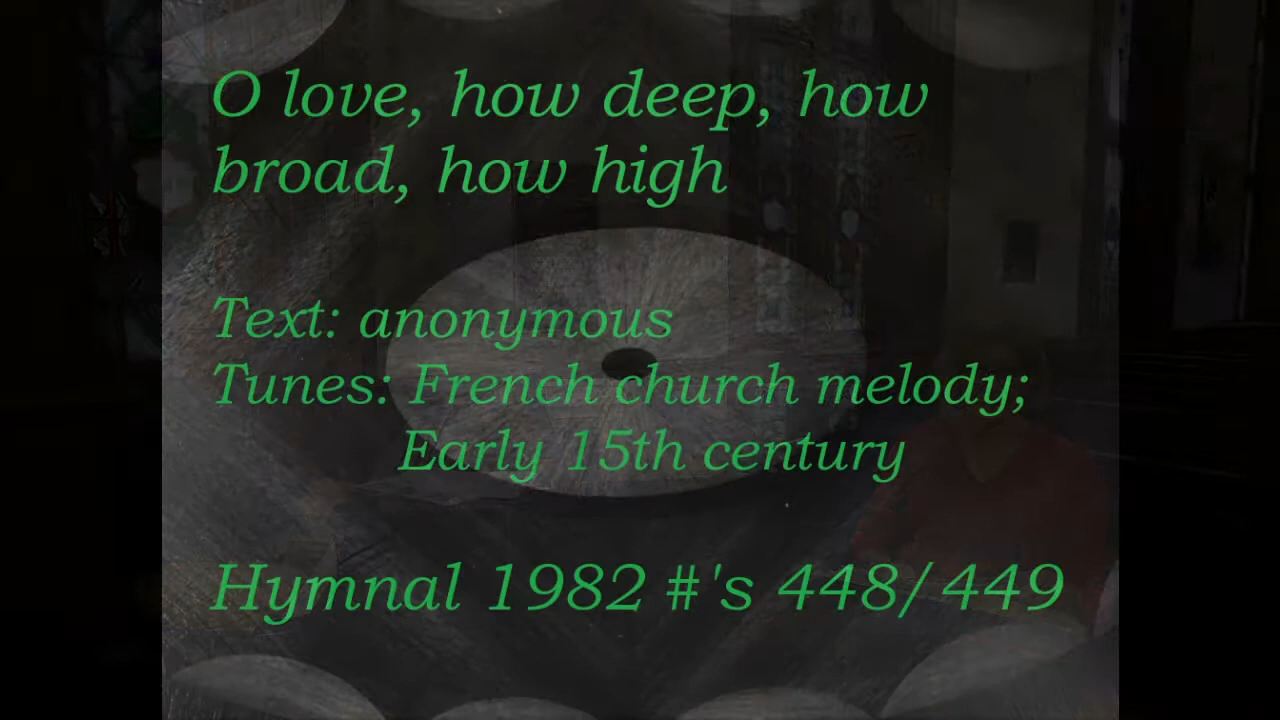 O love, how deep, how
broad, how high
Text: anonymous
Tunes: French church melody;
Early 15th century
Hymnal 1982 #'s 448/449